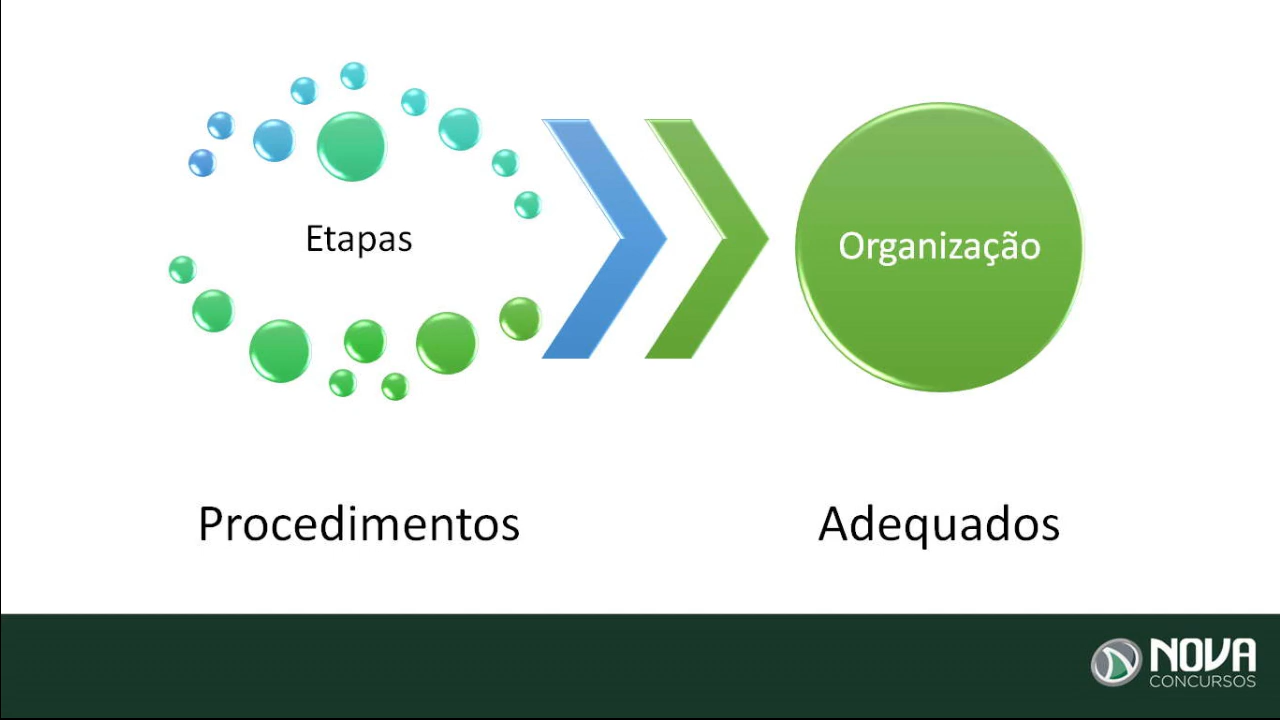 Etapas
Organização
Procedimentos
Adequados
NOVA
CONCURSOS